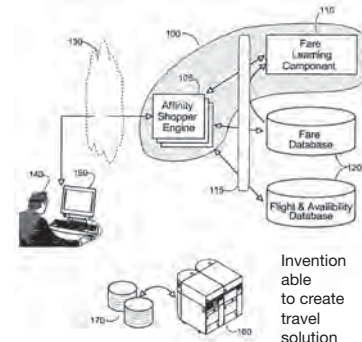 110
100
130
Fare
Learning
Component
105
Affinity
Shopper
Engine
Fare
Database
140
150
115
120
Flight & Availibility
Database
Invention
able
to create
travel
solution
170
160